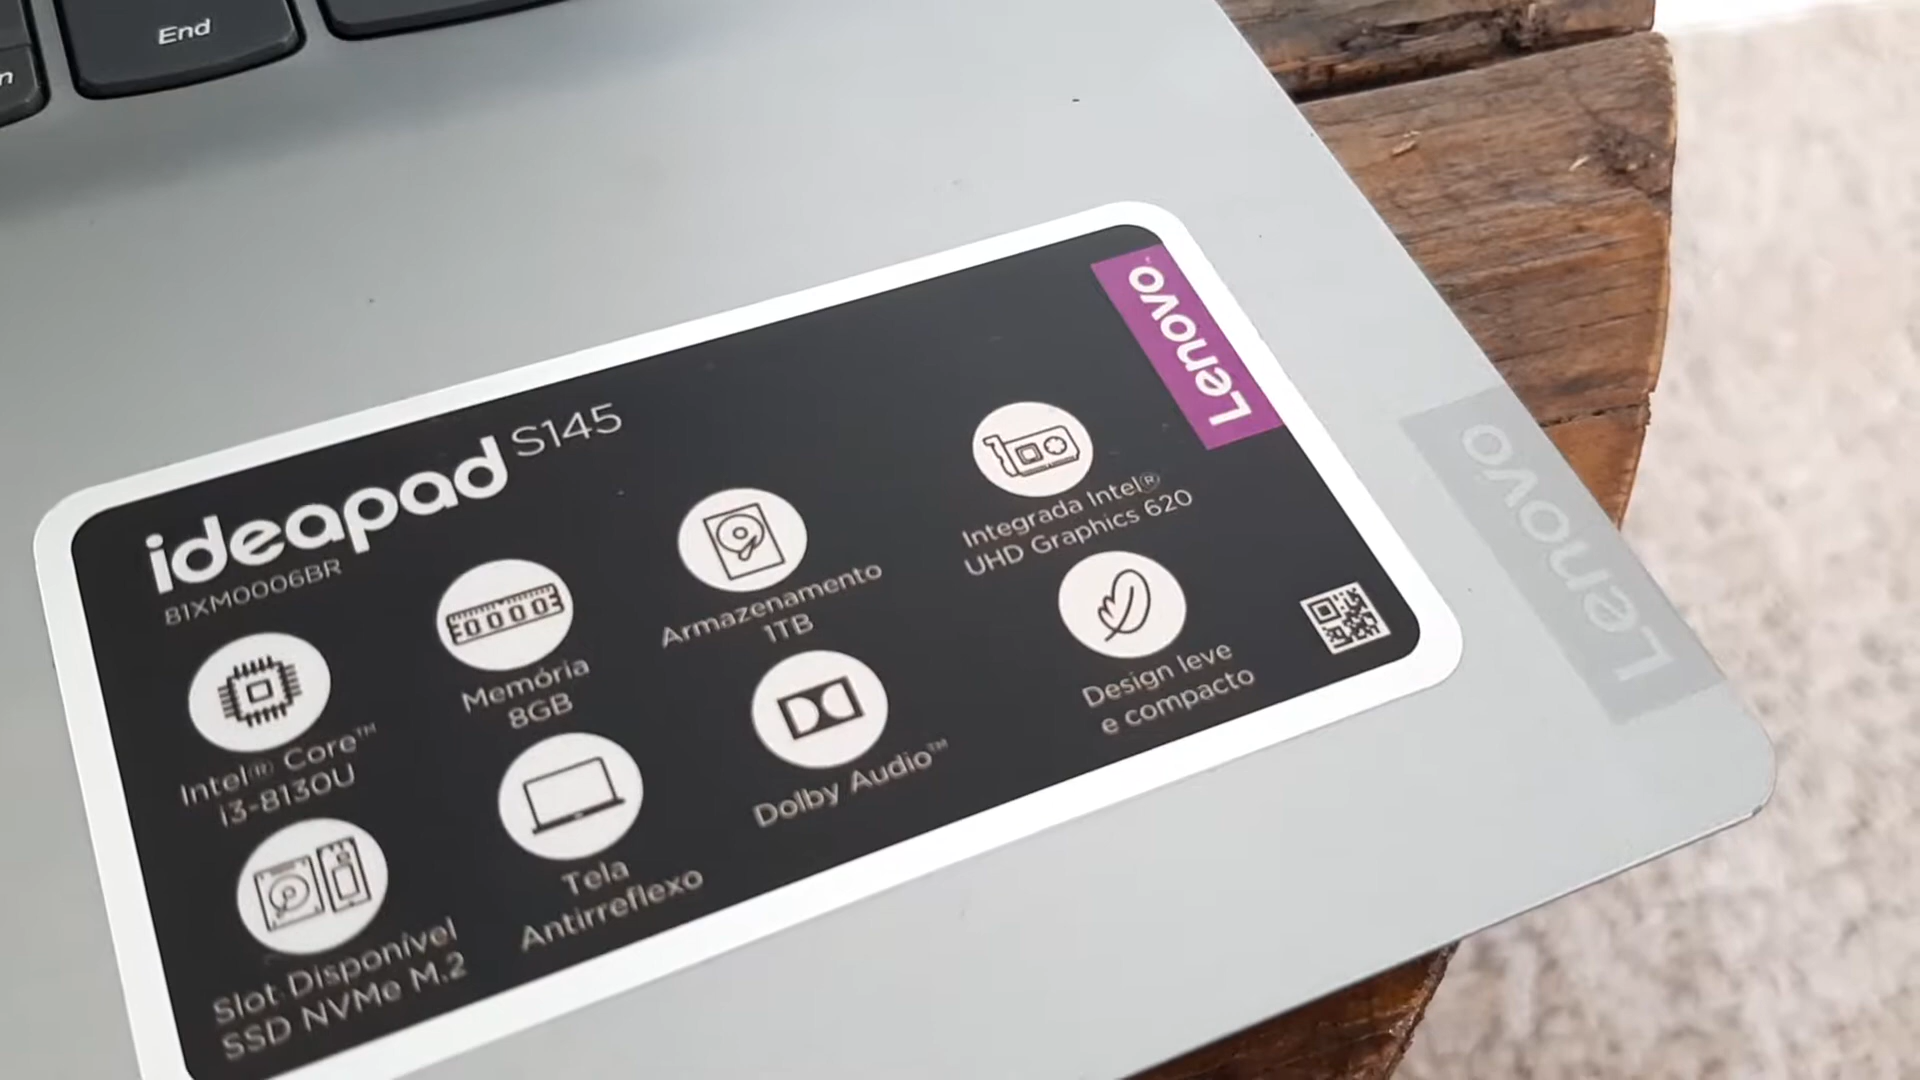 End
n
Lenovo
ideapad S145
81XM0006BR
Intel® Core™
i3-8130U
Memória
8GB
Armazenamento
1TB
Integrada Intel®
UHD Graphics 620
Slot Disponível
SSD NVMe M.2
Tela
Antirreflexo
Dolby Audio™
Design leve
e compacto
Lenovo